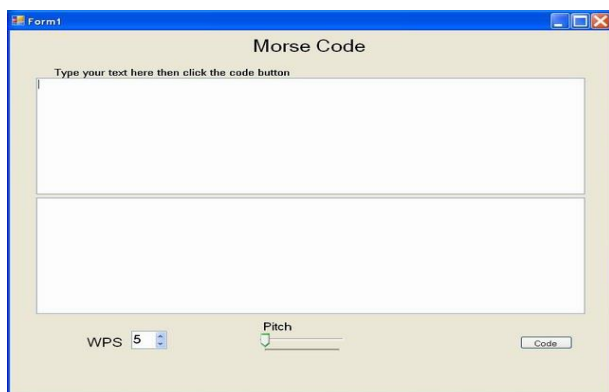 Form1
Morse Code
Type your text here then click the code button
Pitch
WPS 5
Code